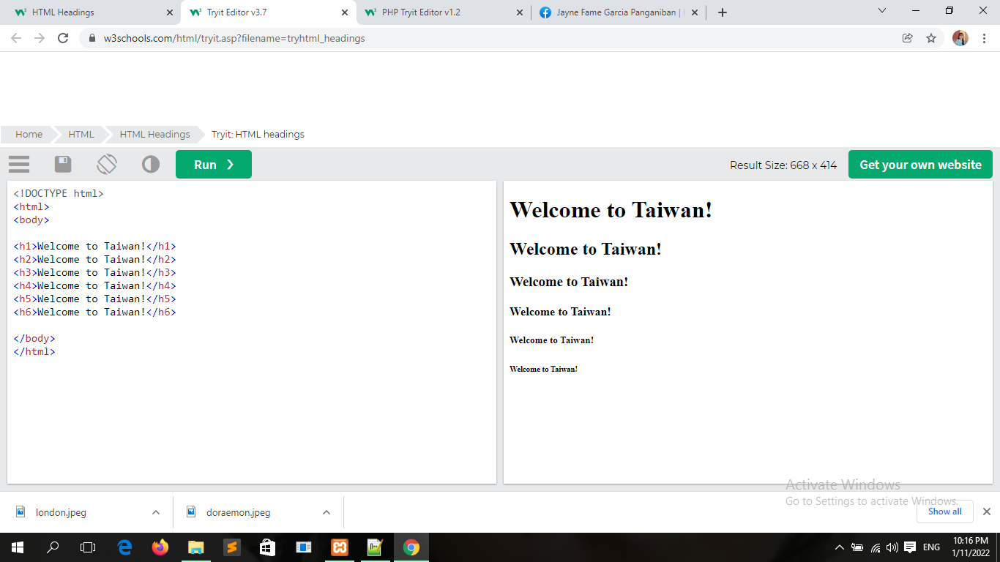 HTML Headings
Tryit Editor v3.7
PHP Tryit Editor v1.2
Jayne Fame Garcia Panganiban |
w3schools.com/html/tryit.asp?filename=tryhtml_headings
Home
HTML
HTML Headings
Tryit: HTML headings
Run ❯
Result Size: 668 x 414
Get your own website
<!DOCTYPE html>
<html>
<body>
<h1>Welcome to Taiwan!</h1>
<h2>Welcome to Taiwan!</h2>
<h3>Welcome to Taiwan!</h3>
<h4>Welcome to Taiwan!</h4>
<h5>Welcome to Taiwan!</h5>
<h6>Welcome to Taiwan!</h6>
</body>
</html>
Welcome to Taiwan!
Welcome to Taiwan!
Welcome to Taiwan!
Welcome to Taiwan!
Welcome to Taiwan!
Welcome to Taiwan!
Activate Windows
Go to Settings to activate Windows.
london.jpeg
doraemon.jpeg
Show all
ENG
10:16 PM
1/11/2022